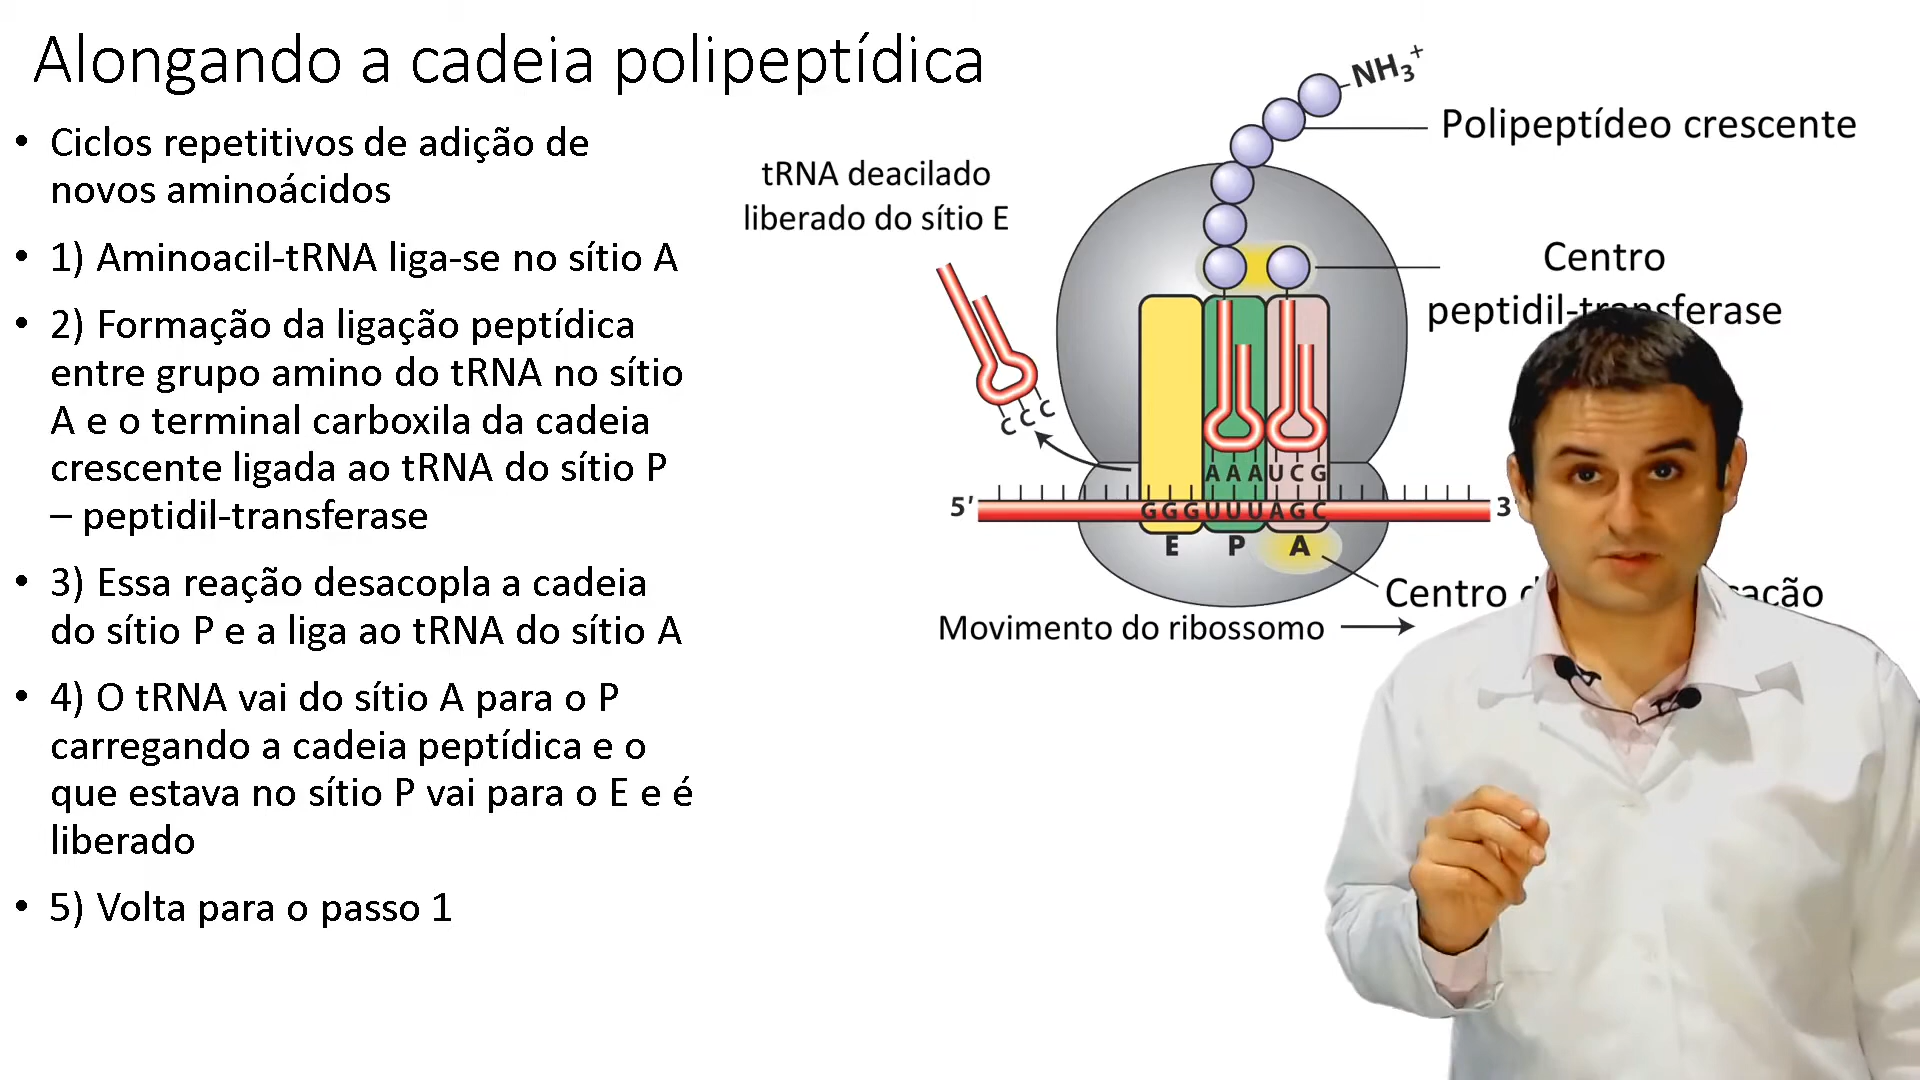 Alongando a cadeia polipeptídica
• Ciclos repetitivos de adição de
novos aminoácidos
• 1) Aminoacil-tRNA liga-se no sítio A
• 2) Formação da ligação peptídica
entre grupo amino do tRNA no sítio
A e o terminal carboxila da cadeia
crescente ligada ao tRNA do sítio P
– peptidil-transferase
• 3) Essa reação desacopla a cadeia
do sítio P e a liga ao tRNA do sítio A
• 4) O tRNA vai do sítio A para o P
carregando a cadeia peptídica e o
que estava no sítio P vai para o E e é
liberado
• 5) Volta para o passo 1
NH₃⁺
Polipeptídeo crescente
tRNA deacilado
liberado do sítio E
Centro
peptidil-transferase
C C C
A A A U C G
5′
G G G U U U A G C
3
E P A
Centro
Movimento do ribossomo